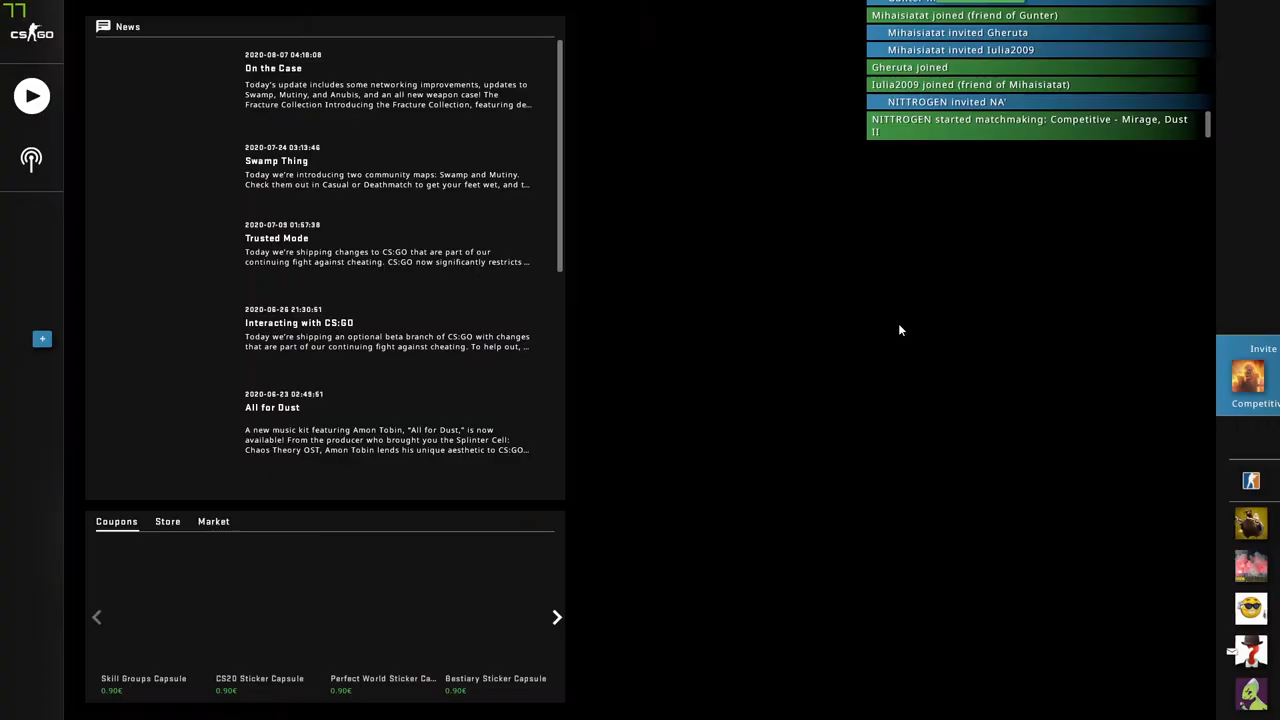 77
CS:GO
News
2020-08-07 04:18:08
On the Case
Today's update includes some networking improvements, updates to
Swamp, Mutiny, and Anubis, and an all new weapon case! The
Fracture Collection Introducing the Fracture Collection, featuring de…
2020-07-24 03:13:46
Swamp Thing
Today we're introducing two community maps: Swamp and Mutiny.
Check them out in Casual or Deathmatch to get your feet wet, and t…
2020-07-09 01:57:38
Trusted Mode
Today we're shipping changes to CS:GO that are part of our
continuing fight against cheating. CS:GO now significantly restricts …
2020-06-26 21:30:51
Interacting with CS:GO
Today we're shipping an optional beta branch of CS:GO with changes
that are part of our continuing fight against cheating. To help out, …
2020-06-23 02:49:51
All for Dust
A new music kit featuring Amon Tobin, "All for Dust," is now
available! From the producer who brought you the Splinter Cell:
Chaos Theory OST, Amon Tobin lends his unique aesthetic to CS:GO…
Coupons Store Market
Skill Groups Capsule
0.90€
CS20 Sticker Capsule
0.90€
Perfect World Sticker Ca…
0.90€
Bestiary Sticker Capsule
0.90€
Mihaisiatat joined (friend of Gunter)
Mihaisiatat invited Gheruta
Mihaisiatat invited Iulia2009
Gheruta joined
Iulia2009 joined (friend of Mihaisiatat)
NITTROGEN invited NA'
NITTROGEN started matchmaking: Competitive - Mirage, Dust
II
Invite
Competitiv